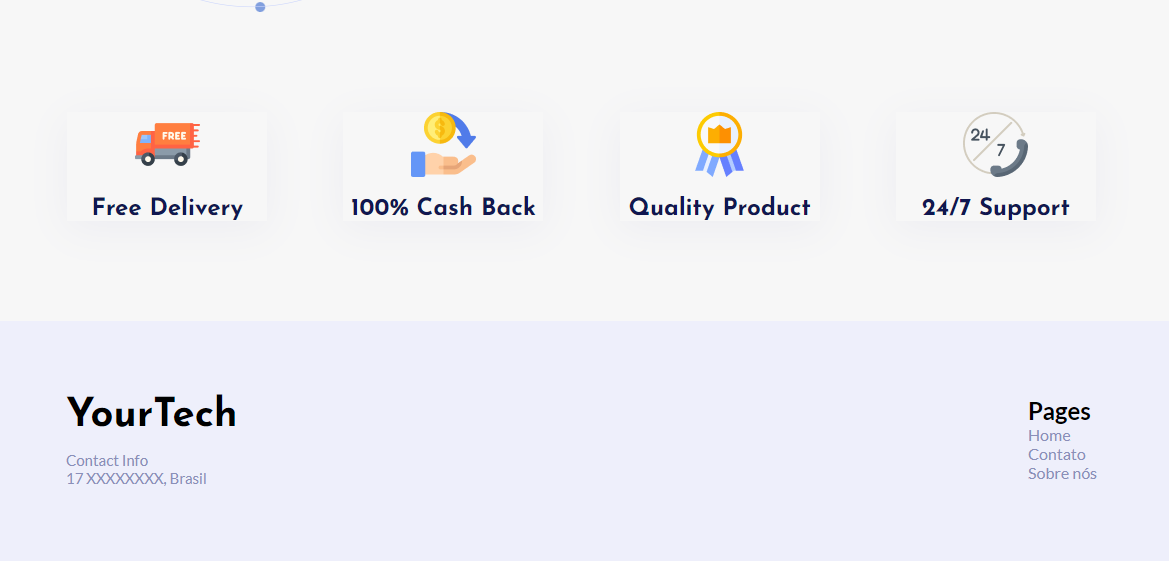 FREE
24
7
Free Delivery
100% Cash Back
Quality Product
24/7 Support
YourTech
Contact Info
17 XXXXXXXX, Brasil
Pages
Home
Contato
Sobre nós